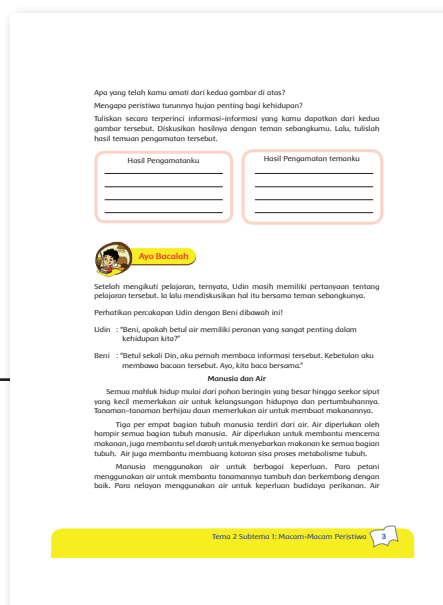 Apa yang telah kamu amati dari kedua gambar di atas?
Mengapa peristiwa turunnya hujan penting bagi kehidupan?
Tuliskan secara terperinci informasi-informasi yang kamu dapatkan dari kedua
gambar tersebut. Diskusikan hasilnya dengan teman sebangkumu. Lalu, tulislah
hasil temuan pengamatan tersebut.
Hasil Pengamatanku
Hasil Pengamatan temanku
Ayo Bacalah
Setelah mengikuti pelajaran, ternyata, Udin masih memiliki pertanyaan tentang
pelajaran tersebut. Ia lalu mendiskusikan hal itu bersama teman sebangkunya.
Perhatikan percakapan Udin dengan Beni dibawah ini!
Udin : "Beni, apakah betul air memiliki peranan yang sangat penting dalam
kehidupan kita?"
Beni : "Betul sekali Din, aku pernah membaca informasi tersebut. Kebetulan aku
membawa bacaan tersebut. Ayo, kita baca bersama."
Manusia dan Air
Semua mahluk hidup mulai dari pohon beringin yang besar hingga seekor siput
yang kecil memerlukan air untuk kelangsungan hidupnya dan pertumbuhannya.
Tanaman-tanaman berhijau daun memerlukan air untuk membuat makanannya.
Tiga per empat bagian tubuh manusia terdiri dari air. Air diperlukan oleh
hampir semua bagian tubuh manusia. Air diperlukan untuk membantu mencerna
makanan, juga membantu sel darah untuk menyebarkan makanan ke semua bagian
tubuh. Air juga membantu membuang kotoran sisa proses metabolisme tubuh.
Manusia menggunakan air untuk berbagai keperluan. Para petani
menggunakan air untuk membantu tanamannya tumbuh dan berkembang dengan
baik. Para nelayan menggunakan air untuk keperluan budidaya perikanan. Air
Tema 2 Subtema 1: Macam-Macam Peristiwa 3